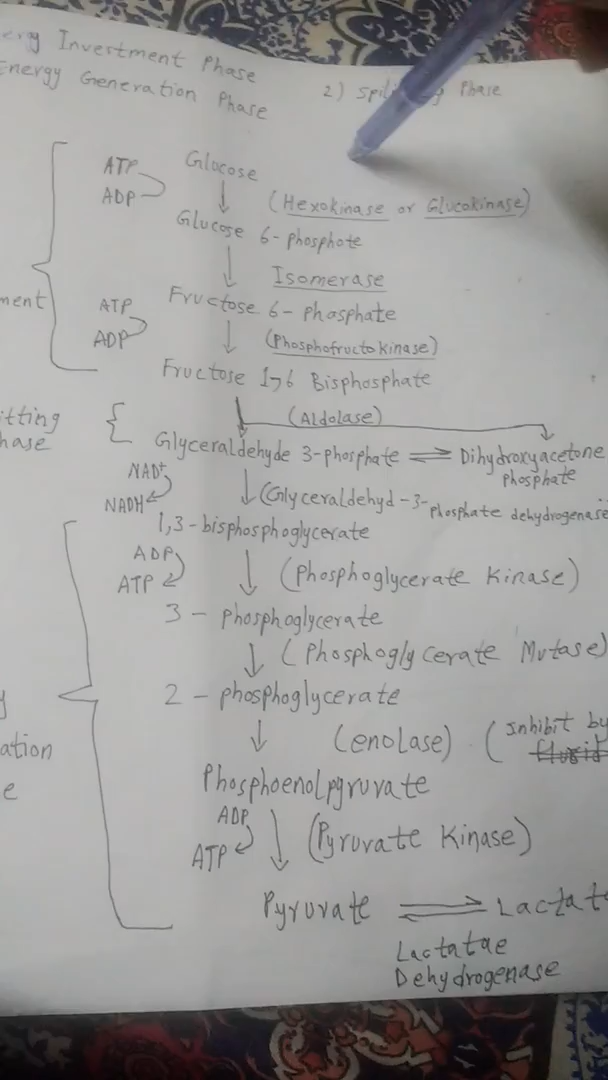 ergy Investment Phase
Energy Generation Phase
2) Phase
Glucose
ATP
ADP
(Hexokinase or Glucokinase)
Glucose 6-phosphate
Isomerase
Fructose 6-Phasphate
ment
ATP
ADP
(Phosphofructokinase)
Fructose 1→6 Bisphosphate
(Aldolase)
itting
hase
Glyceraldehyde 3-phosphate ⇌ Dihydroxyacetone
phosphate
NAD+
NADH
(Glyceraldehyd-3-phosphate dehydrogenase
1,3-bisphosphoglycerate
ADP
ATP
(Phosphoglycerate Kinase)
3 - Phosphoglycerate
(Phosphoglycerate Mutase)
2 - phosphoglycerate
y
ation
e
(enolase) (Inhibit by
Phosphoenolpyruvate
ADP
ATP
(Pyruvate Kinase)
Pyruvate ⇌ Lactat
Lactatae
Dehydrogenase